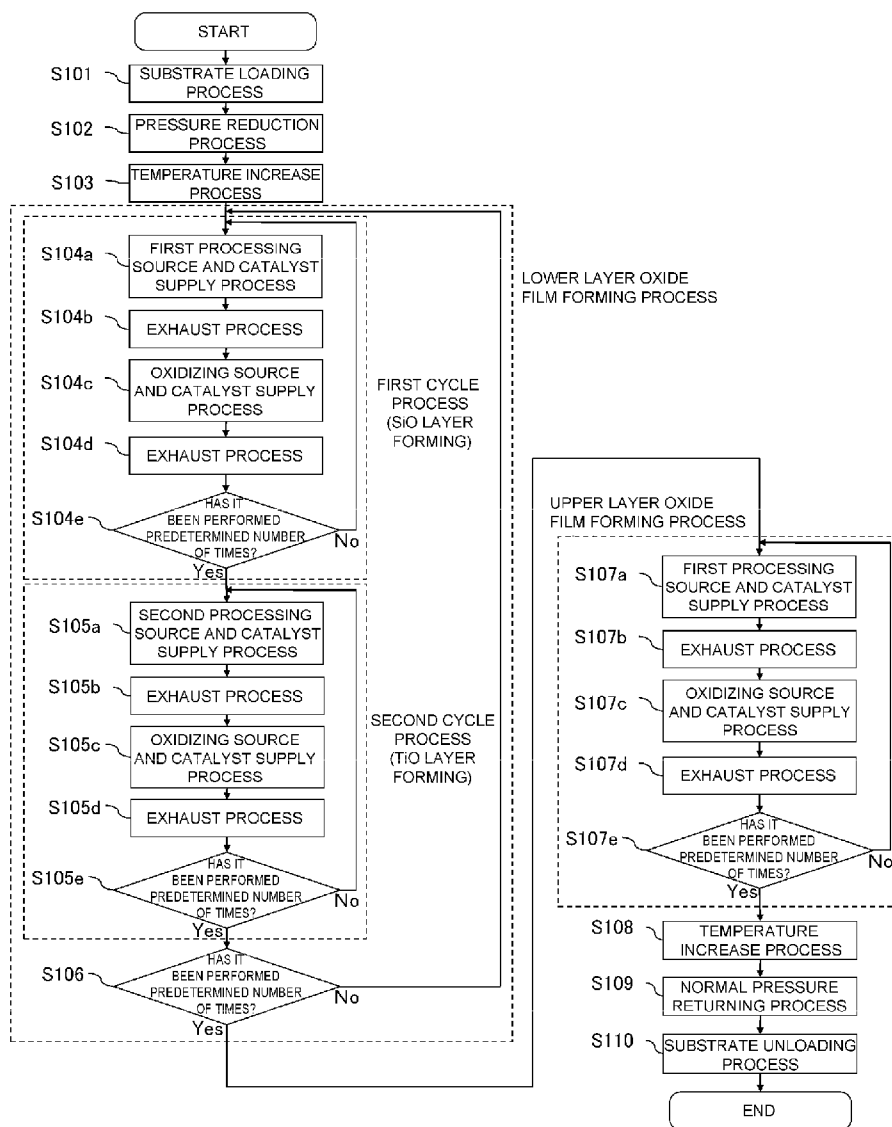 START
S101
SUBSTRATE LOADING
PROCESS
S102
PRESSURE REDUCTION
PROCESS
S103
TEMPERATURE INCREASE
PROCESS
LOWER LAYER OXIDE
FILM FORMING PROCESS
S104a
FIRST PROCESSING
SOURCE AND CATALYST
SUPPLY PROCESS
S104b
EXHAUST PROCESS
S104c
OXIDIZING SOURCE
AND CATALYST SUPPLY
PROCESS
FIRST CYCLE
PROCESS
(SiO LAYER
FORMING)
S104d
EXHAUST PROCESS
S104e
HAS IT
BEEN PERFORMED
PREDETERMINED NUMBER
OF TIMES?
No
Yes
S105a
SECOND PROCESSING
SOURCE AND CATALYST
SUPPLY PROCESS
S105b
EXHAUST PROCESS
S105c
OXIDIZING SOURCE
AND CATALYST SUPPLY
PROCESS
SECOND CYCLE
PROCESS
(TiO LAYER
FORMING)
S105d
EXHAUST PROCESS
S105e
HAS IT
BEEN PERFORMED
PREDETERMINED NUMBER
OF TIMES?
No
Yes
S106
HAS IT
BEEN PERFORMED
PREDETERMINED NUMBER
OF TIMES?
No
Yes
UPPER LAYER OXIDE
FILM FORMING PROCESS
S107a
FIRST PROCESSING
SOURCE AND CATALYST
SUPPLY PROCESS
S107b
EXHAUST PROCESS
S107c
OXIDIZING SOURCE
AND CATALYST SUPPLY
PROCESS
S107d
EXHAUST PROCESS
S107e
HAS IT
BEEN PERFORMED
PREDETERMINED NUMBER
OF TIMES?
No
Yes
S108
TEMPERATURE
INCREASE PROCESS
S109
NORMAL PRESSURE
RETURNING PROCESS
S110
SUBSTRATE UNLOADING
PROCESS
END